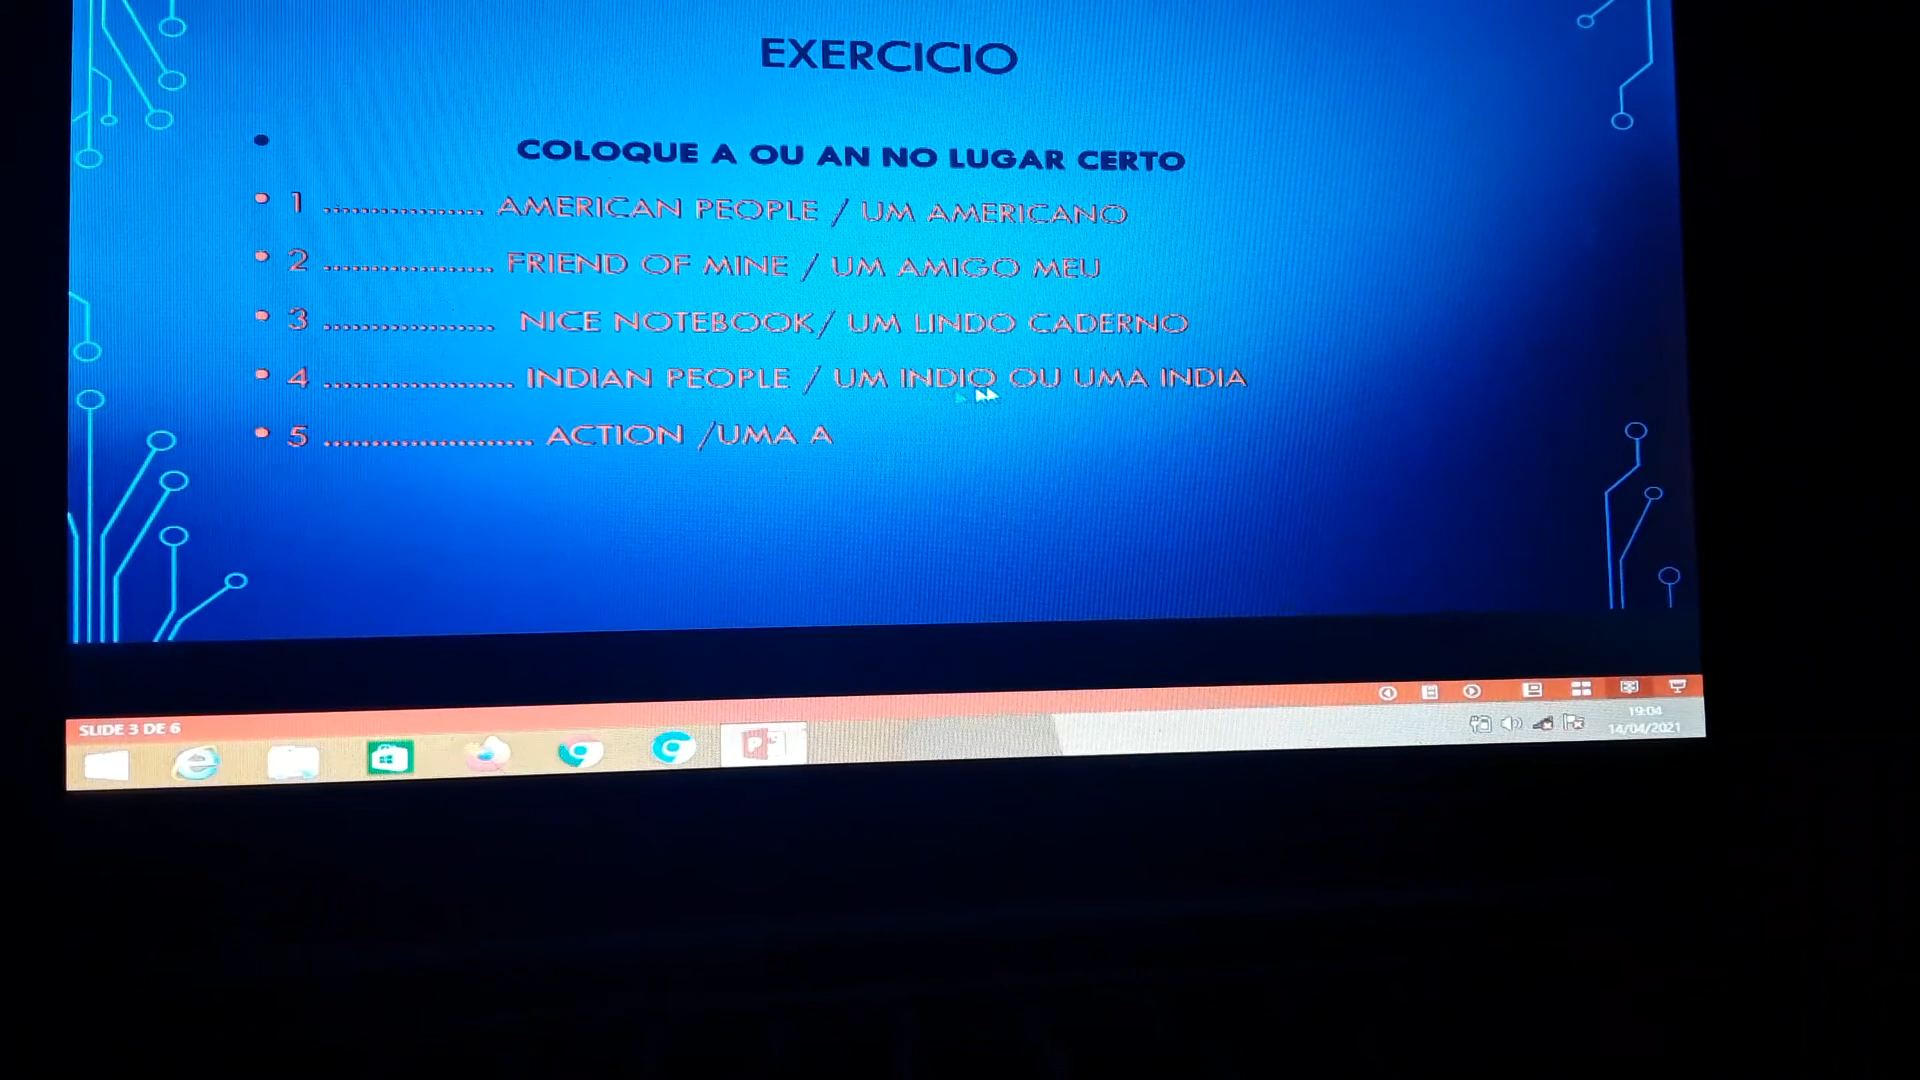 EXERCICIO
COLOQUE A OU AN NO LUGAR CERTO
1 ................. AMERICAN PEOPLE / UM AMERICANO
2 .................. FRIEND OF MINE / UM AMIGO MEU
3 .................. NICE NOTEBOOK/ UM LINDO CADERNO
4 .................... INDIAN PEOPLE / UM INDIO OU UMA INDIA
5 ...................... ACTION /UMA A
SLIDE 3 DE 6
19:04
14/04/2021